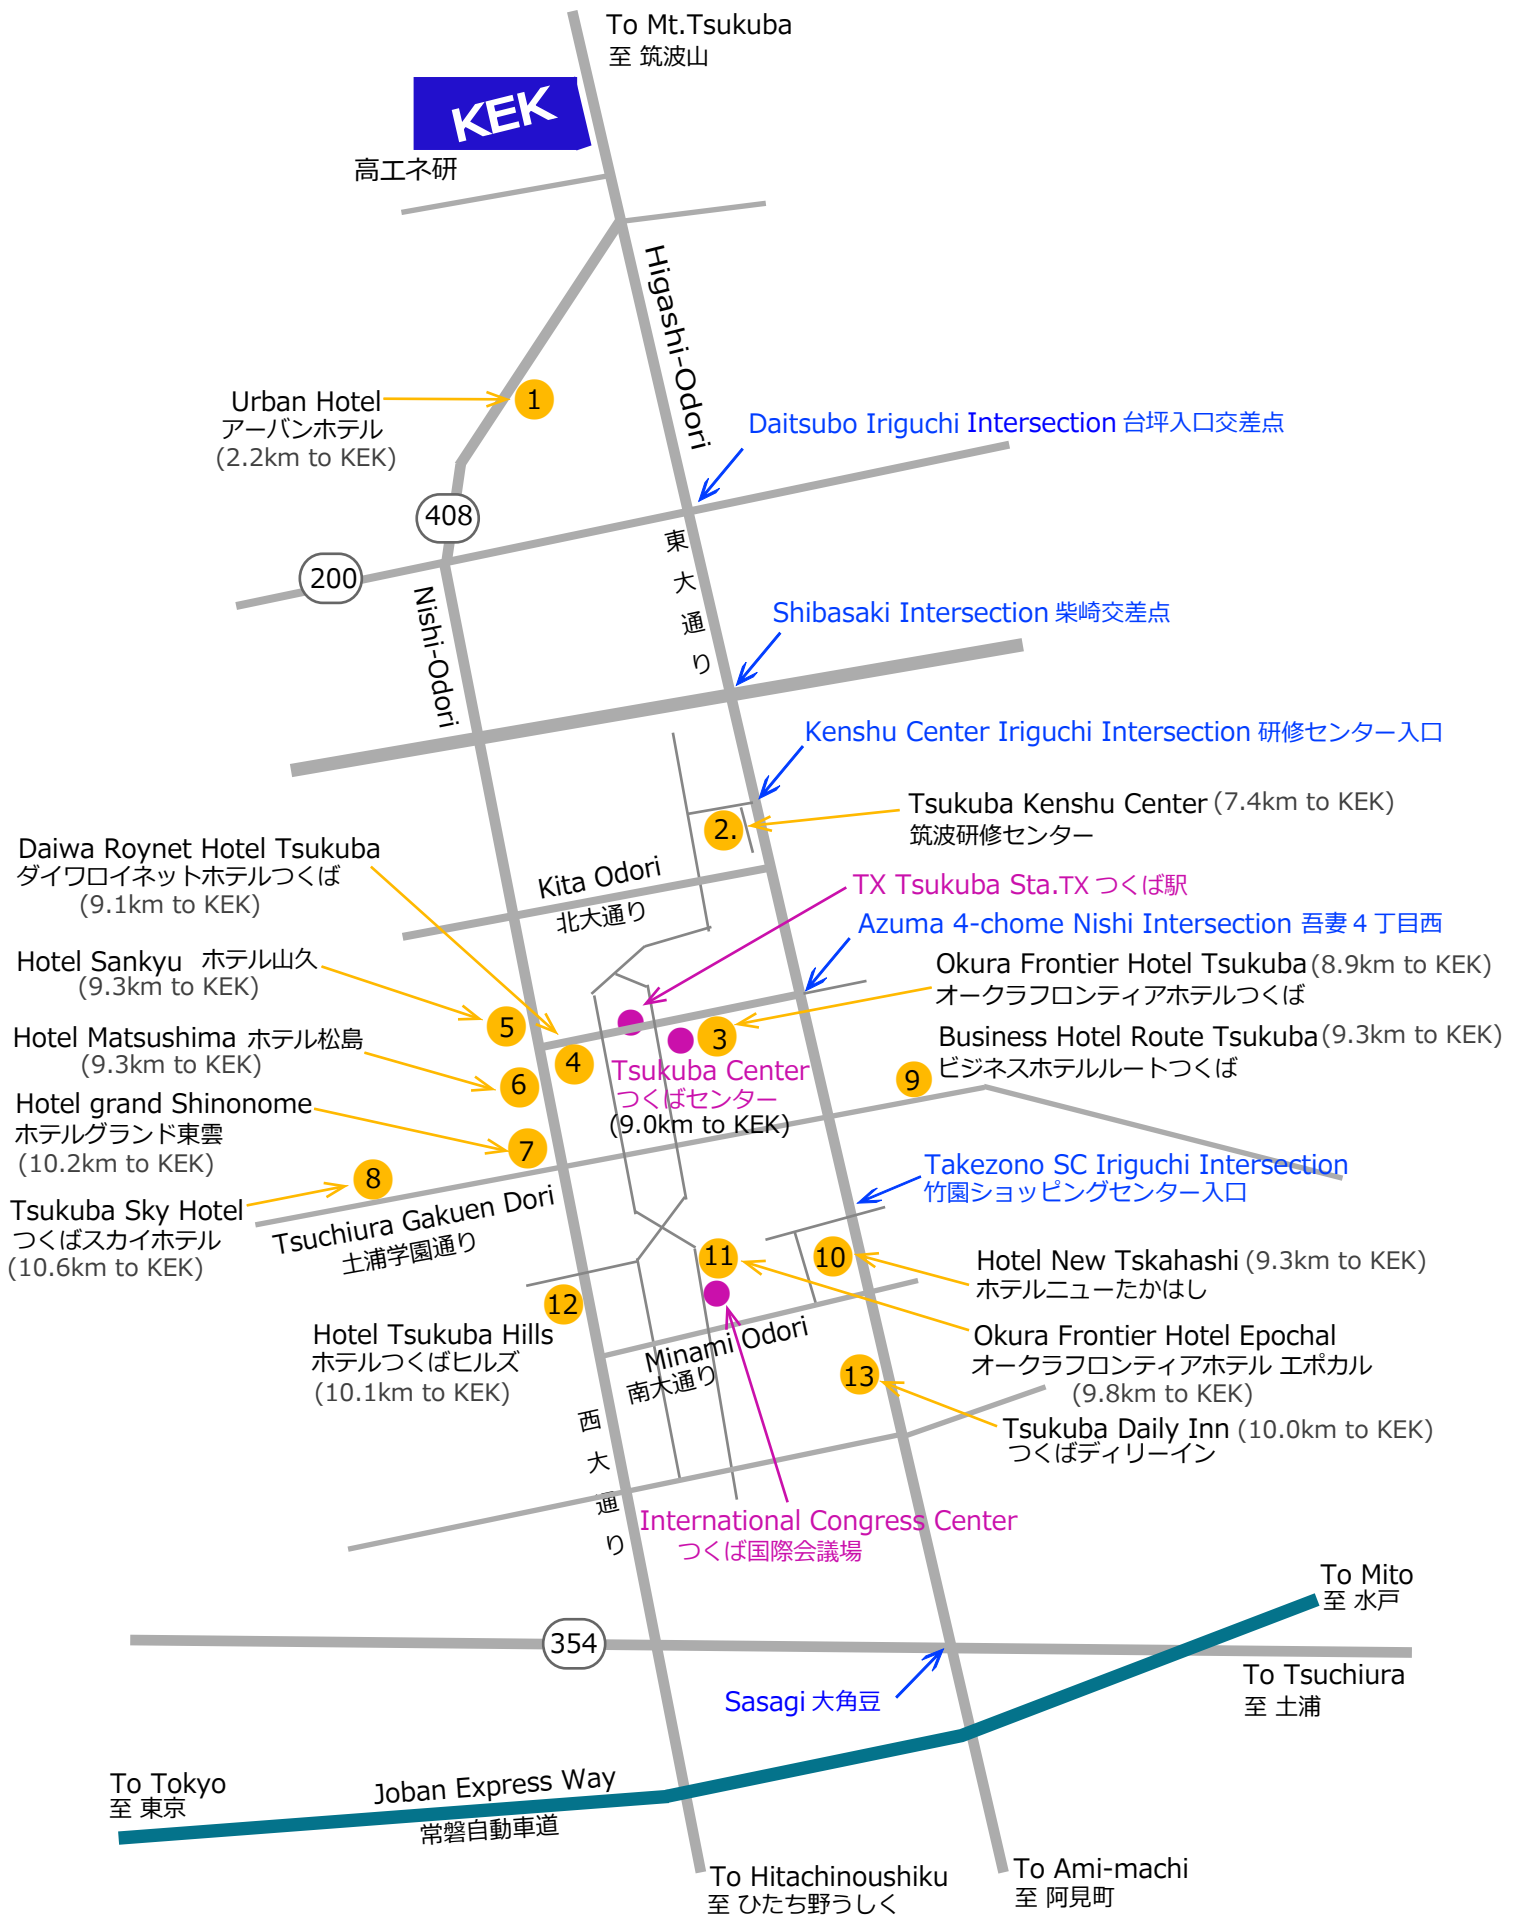 To Mt.Tsukuba
至 筑波山
KEK
高エネ研
Higashi-Odori
東大通り
1
Urban Hotel
アーバンホテル
(2.2km to KEK)
Daitsubo Iriguchi Intersection 台坪入口交差点
408
200
Nishi-Odori
Shibasaki Intersection 柴崎交差点
Kenshu Center Iriguchi Intersection 研修センター入口
2.
Tsukuba Kenshu Center (7.4km to KEK)
筑波研修センター
Daiwa Roynet Hotel Tsukuba
ダイワロイネットホテルつくば
(9.1km to KEK)
Kita Odori
北大通り
TX Tsukuba Sta.TX つくば駅
Azuma 4-chome Nishi Intersection 吾妻４丁目西
Hotel Sankyu ホテル山久
(9.3km to KEK)
Okura Frontier Hotel Tsukuba (8.9km to KEK)
オークラフロンティアホテルつくば
5
4
3
Hotel Matsushima ホテル松島
(9.3km to KEK)
6
Business Hotel Route Tsukuba (9.3km to KEK)
ビジネスホテルルートつくば
9
Tsukuba Center
つくばセンター
(9.0km to KEK)
Hotel grand Shinonome
ホテルグランド東雲
(10.2km to KEK)
7
8
Tsukuba Sky Hotel
つくばスカイホテル
(10.6km to KEK)
Tsuchiura Gakuen Dori
土浦学園通り
Takezono SC Iriguchi Intersection
竹園ショッピングセンター入口
11
10
Hotel New Tskahashi (9.3km to KEK)
ホテルニューたかはし
12
Hotel Tsukuba Hills
ホテルつくばヒルズ
(10.1km to KEK)
Minami Odori
南大通り
Okura Frontier Hotel Epochal
オークラフロンティアホテル エポカル
(9.8km to KEK)
13
Tsukuba Daily Inn (10.0km to KEK)
つくばディリーイン
西大通り
International Congress Center
つくば国際会議場
To Mito
至 水戸
354
To Tsuchiura
至 土浦
Sasagi 大角豆
To Tokyo
至 東京
Joban Express Way
常磐自動車道
To Hitachinoushiku
至 ひたち野うしく
To Ami-machi
至 阿見町